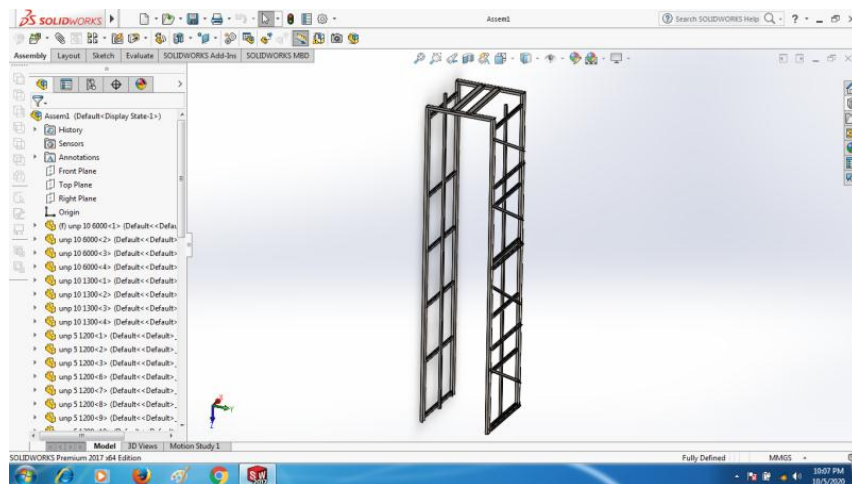 SOLIDWORKS
Assem1
Search SOLIDWORKS Help
Assembly
Layout
Sketch
Evaluate
SOLIDWORKS Add-Ins
SOLIDWORKS MBD
Assem1 (Default<Display State-1>)
History
Sensors
Annotations
Front Plane
Top Plane
Right Plane
Origin
(f) unp 10 6000<1> (Default<<Defau
unp 10 6000<2> (Default<<Default>
unp 10 6000<3> (Default<<Default>
unp 10 6000<4> (Default<<Default>
unp 10 1300<1> (Default<<Default>
unp 10 1300<2> (Default<<Default>
unp 10 1300<3> (Default<<Default>
unp 10 1300<4> (Default<<Default>
unp 5 1200<1> (Default<<Default>_
unp 5 1200<2> (Default<<Default>_
unp 5 1200<3> (Default<<Default>_
unp 5 1200<6> (Default<<Default>_
unp 5 1200<7> (Default<<Default>_
unp 5 1200<8> (Default<<Default>_
unp 5 1200<9> (Default<<Default>_
Model
3D Views
Motion Study 1
SOLIDWORKS Premium 2017 x64 Edition
Fully Defined
MMGS
10:07 PM
10/5/2020